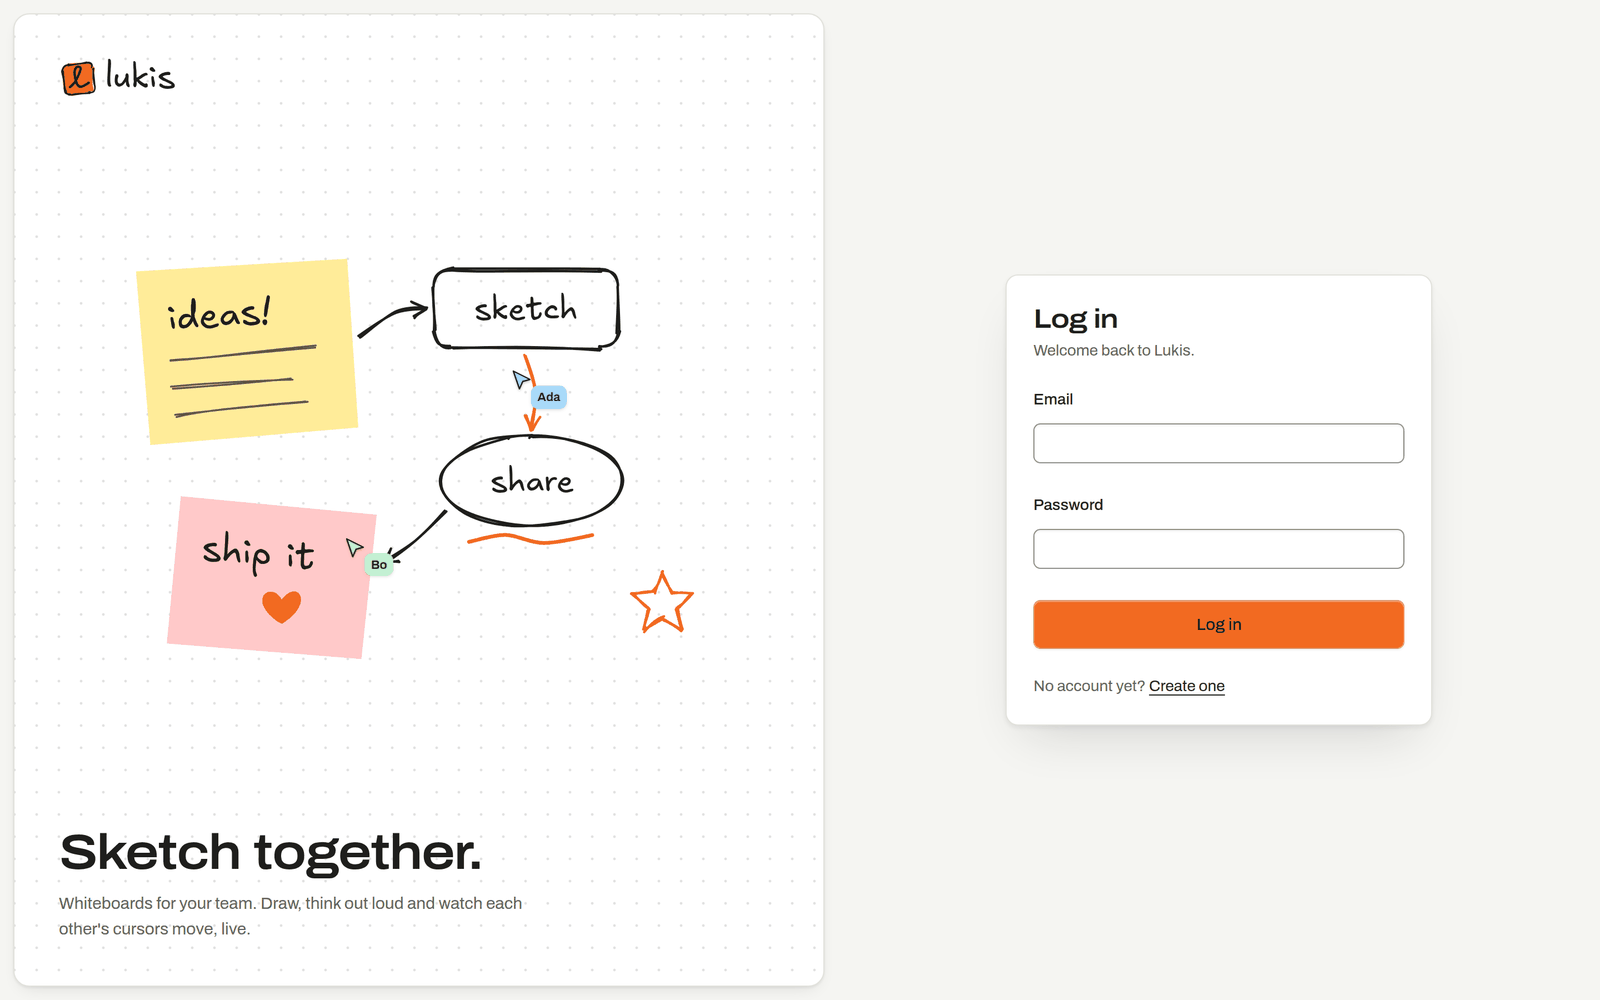 l lukis
ideas!
sketch
Ada
share
ship it
Bo
Sketch together.
Whiteboards for your team. Draw, think out loud and watch each
other's cursors move, live.
Log in
Welcome back to Lukis.
Email
Password
Log in
No account yet? Create one